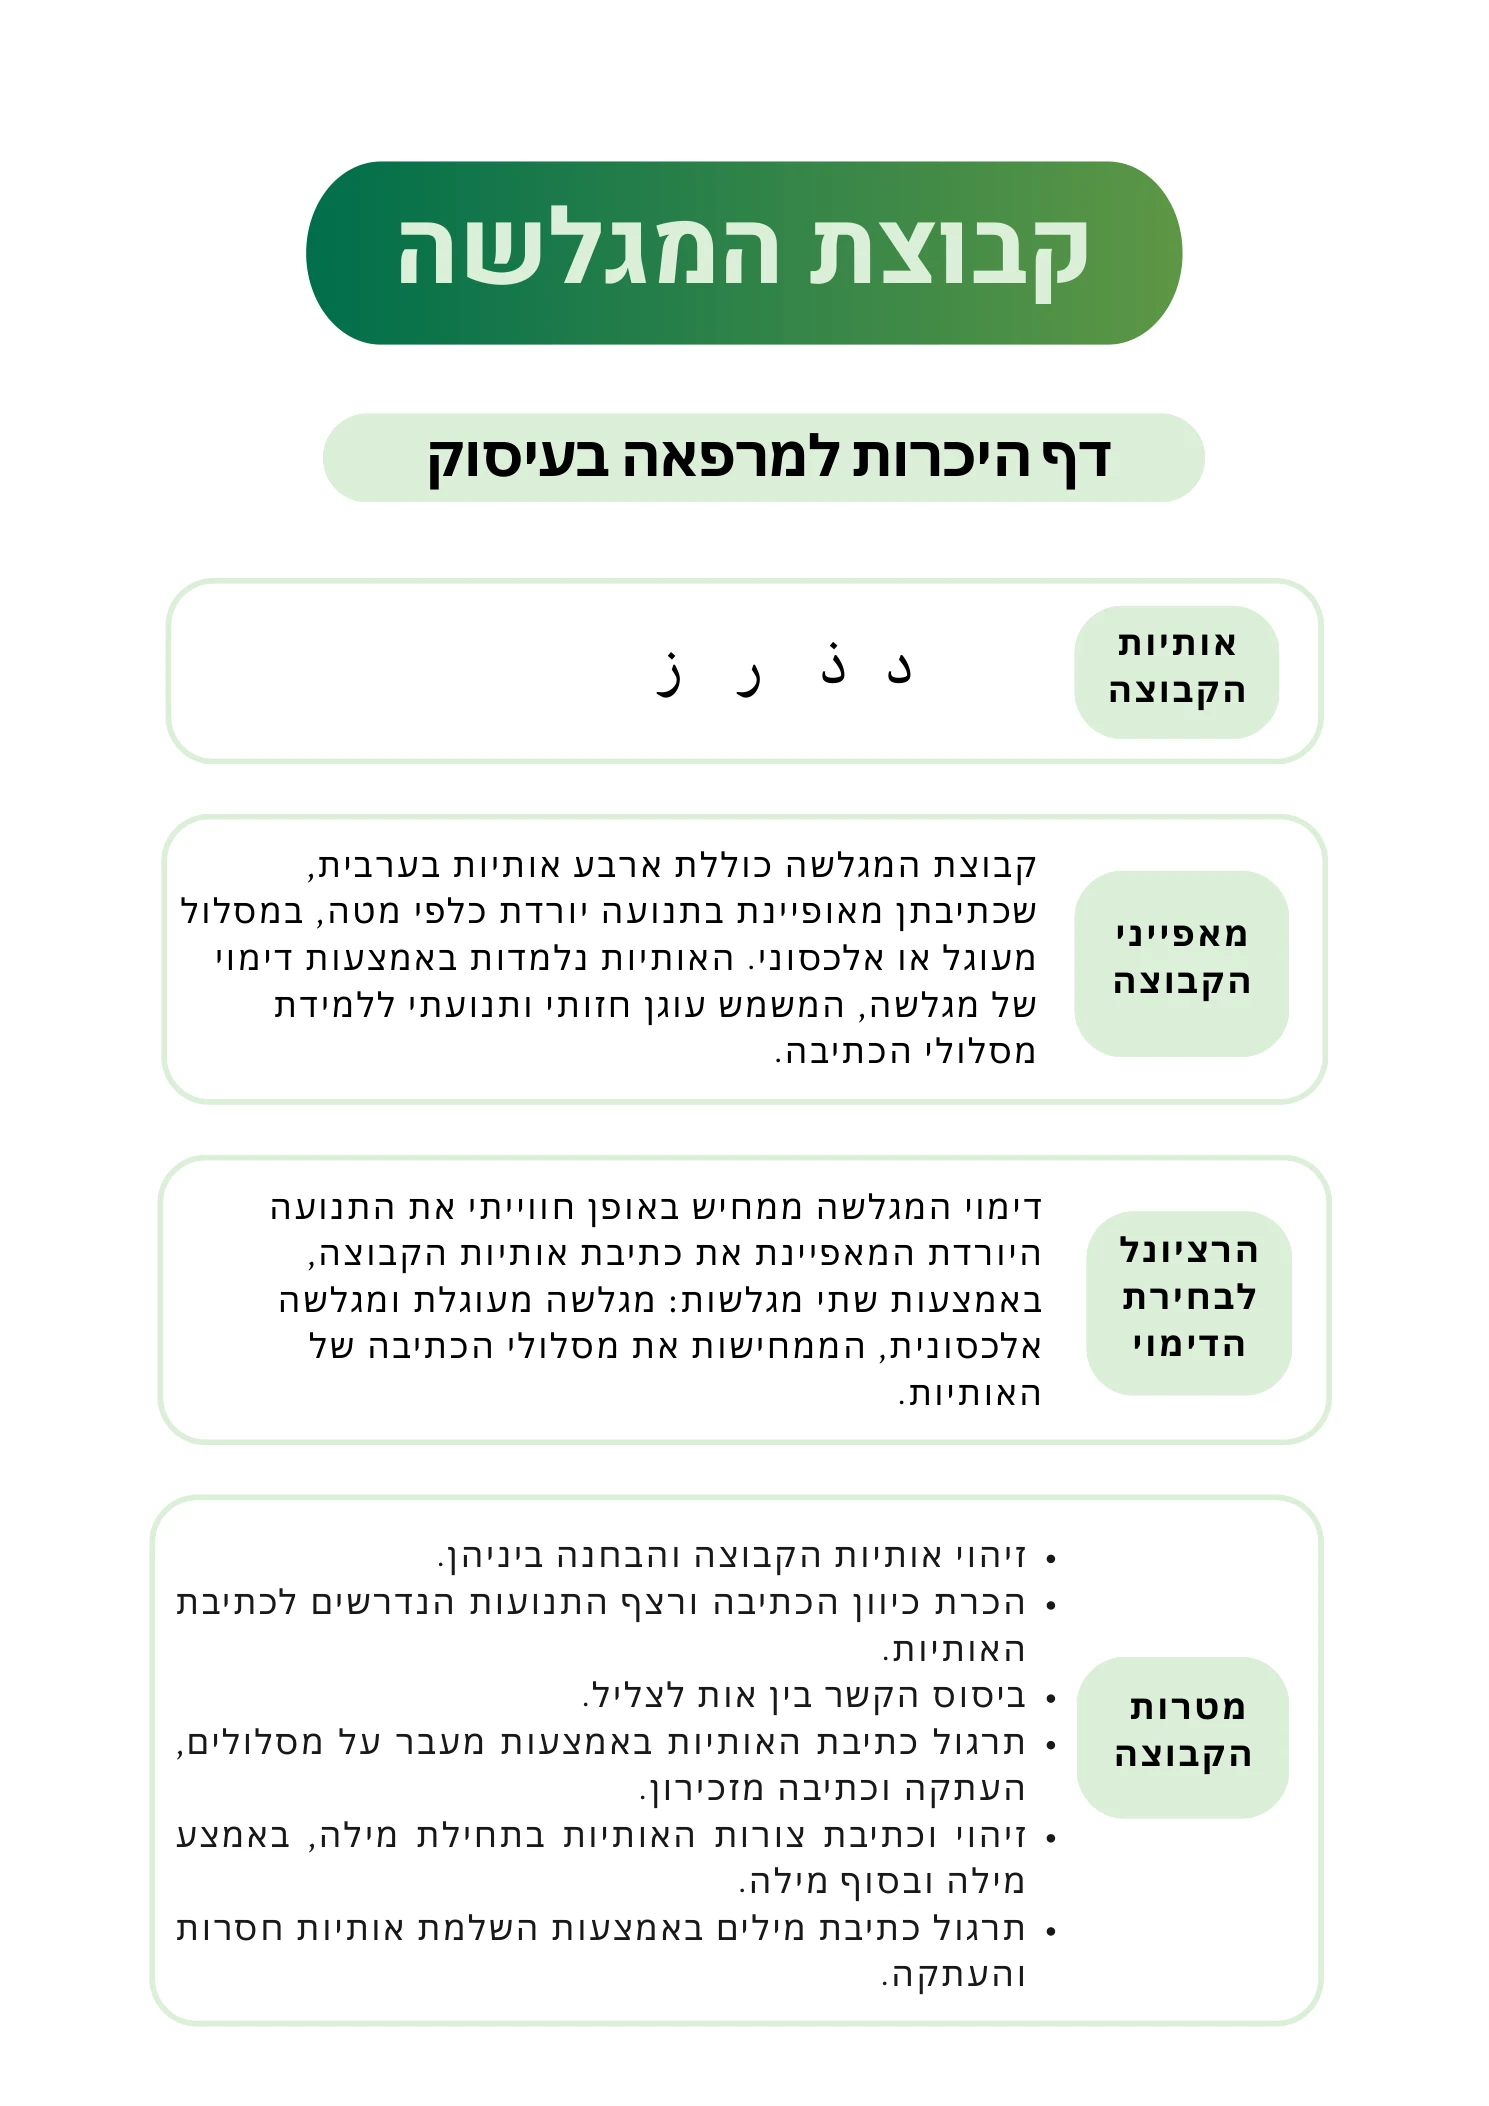 קבוצת המגלשה
דף היכרות למרפאה בעיסוק
אותיות
הקבוצה
د ذ ر ز
מאפייני
הקבוצה
קבוצת המגלשה כוללת ארבע אותיות בערבית,
שכתיבתן מאופיינת בתנועה יורדת כלפי מטה, במסלול
מעוגל או אלכסוני. האותיות נלמדות באמצעות דימוי
של מגלשה, המשמש עוגן חזותי ותנועתי ללמידת
מסלולי הכתיבה.
הרציונל
לבחירת
הדימוי
דימוי המגלשה ממחיש באופן חווייתי את התנועה
היורדת המאפיינת את כתיבת אותיות הקבוצה,
באמצעות שתי מגלשות: מגלשה מעוגלת ומגלשה
אלכסונית, הממחישות את מסלולי הכתיבה של
האותיות.
מטרות
הקבוצה
• זיהוי אותיות הקבוצה והבחנה ביניהן.
• הכרת כיוון הכתיבה ורצף התנועות הנדרשים לכתיבת
האותיות.
• ביסוס הקשר בין אות לצליל.
• תרגול כתיבת האותיות באמצעות מעבר על מסלולים,
העתקה וכתיבה מזכירון.
• זיהוי וכתיבת צורות האותיות בתחילת מילה, באמצע
מילה ובסוף מילה.
• תרגול כתיבת מילים באמצעות השלמת אותיות חסרות
והעתקה.